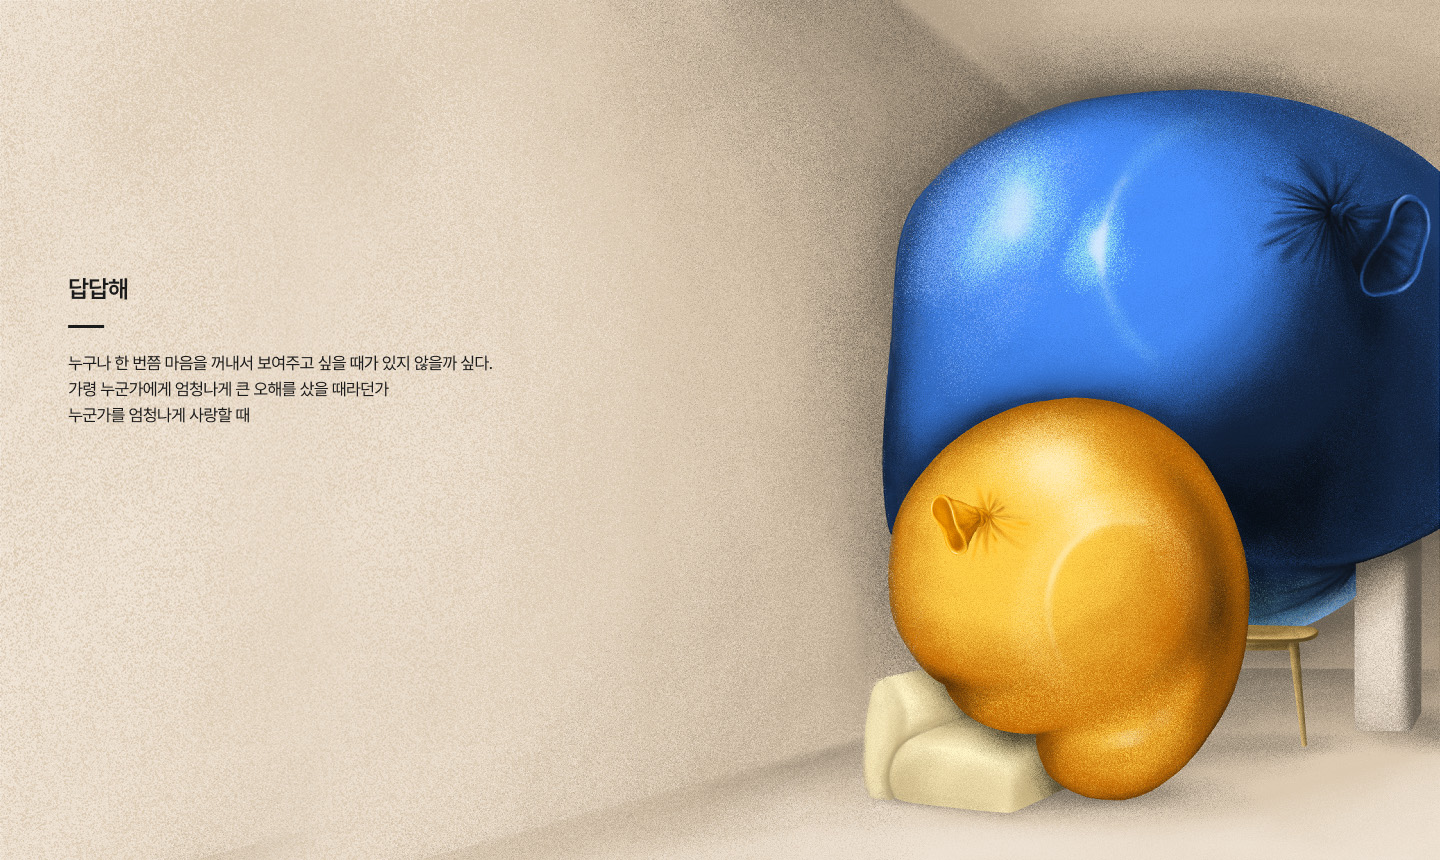 답답해
누구나 한 번쯤 마음을 꺼내서 보여주고 싶을 때가 있지 않을까 싶다.
가령 누군가에게 엄청나게 큰 오해를 샀을 때라던가
누군가를 엄청나게 사랑할 때